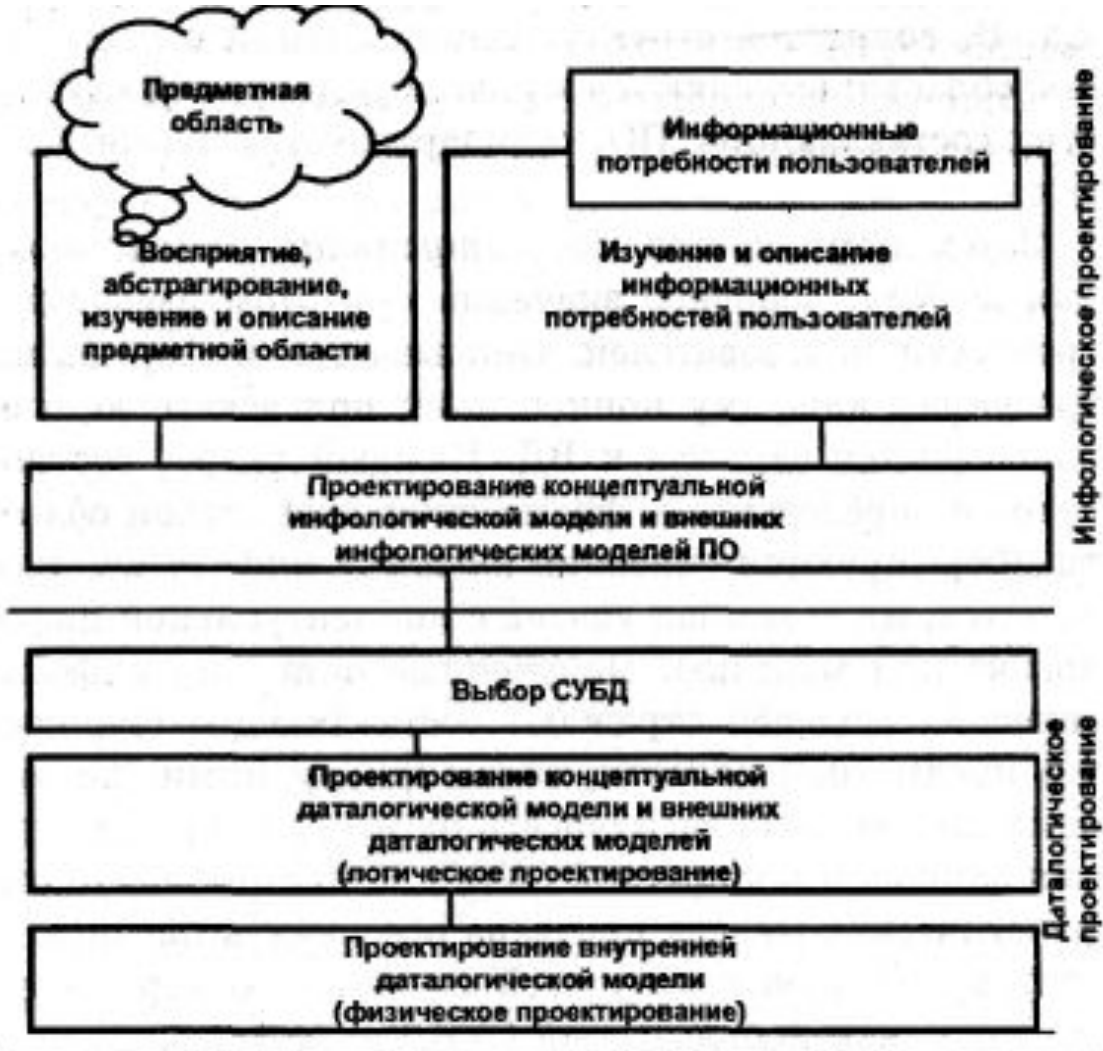 Предметная
область
Информационные
потребности пользователей
Восприятие,
абстрагирование,
изучение и описание
предметной области
Изучение и описание
информационных
потребностей пользователей
Проектирование концептуальной
инфологической модели и внешних
инфологических моделей ПО
Инфологическое проектирование
Выбор СУБД
Проектирование концептуальной
даталогической модели и внешних
даталогических моделей
(логическое проектирование)
Проектирование внутренней
даталогической модели
(физическое проектирование)
Даталогическое
проектирование